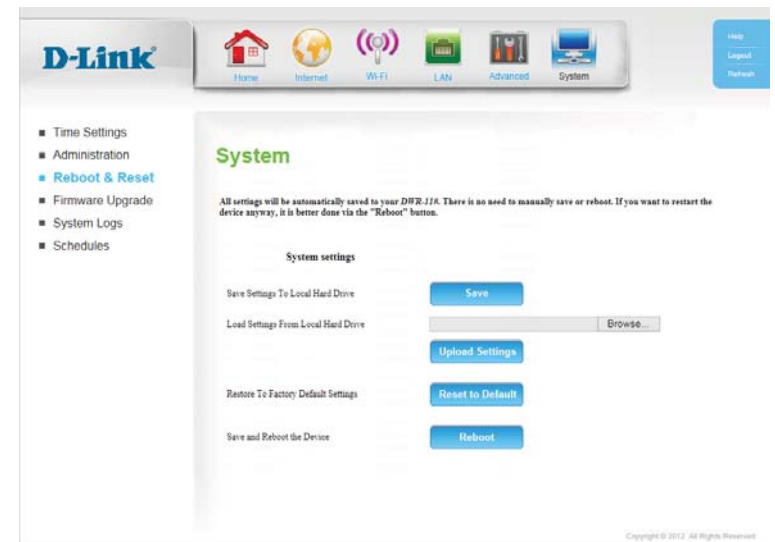 D-Link
Home
Internet
Wi-Fi
LAN
Advanced
System
Help
Logout
Refresh
Time Settings
Administration
Reboot & Reset
Firmware Upgrade
System Logs
Schedules
System
All settings will be automatically saved to your DWR-118. There is no need to manually save or reboot. If you want to restart the
device anyway, it is better done via the "Reboot" button.
System settings
Save Settings To Local Hard Drive
Save
Load Settings From Local Hard Drive
Browse...
Upload Settings
Restore To Factory Default Settings
Reset to Default
Save and Reboot the Device
Reboot
Copyright © 2012 All Rights Reserved